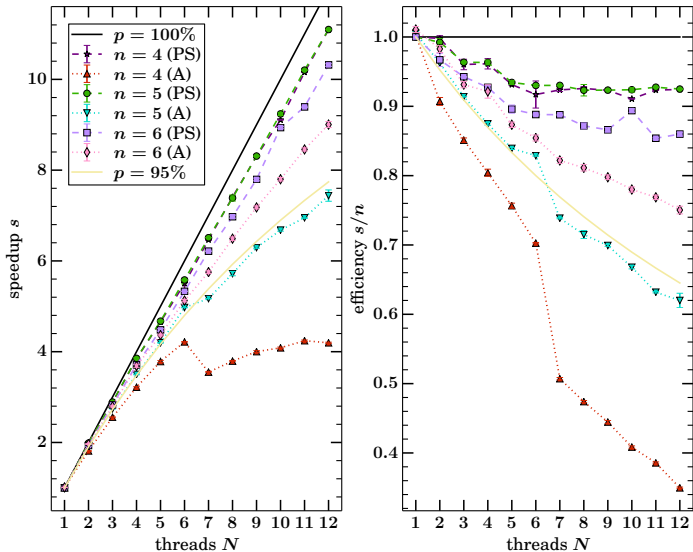 p = 100%
n = 4 (PS)
n = 4 (A)
n = 5 (PS)
n = 5 (A)
n = 6 (PS)
n = 6 (A)
p = 95%
speedup s
10
8
6
4
2
1 2 3 4 5 6 7 8 9 10 11 12
threads N
efficiency s/n
1.0
0.9
0.8
0.7
0.6
0.5
0.4
1 2 3 4 5 6 7 8 9 10 11 12
threads N